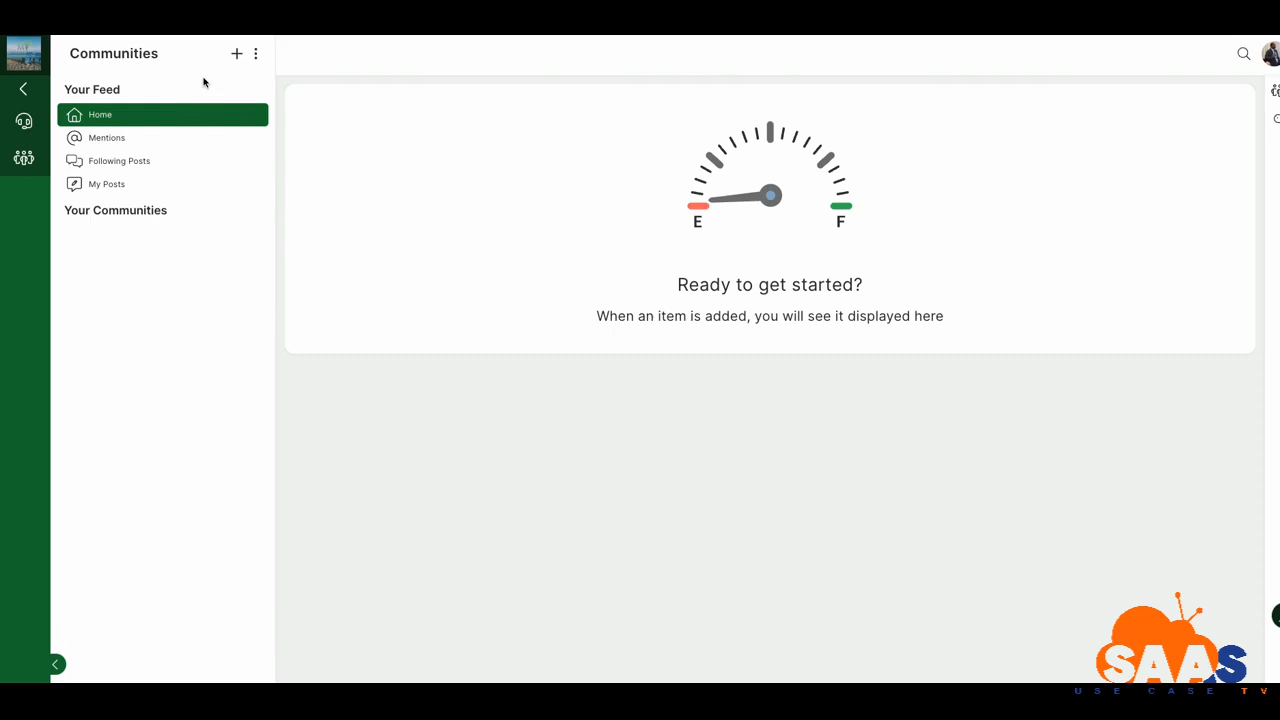 Communities
Your Feed
Home
Mentions
Following Posts
My Posts
Your Communities
E
F
Ready to get started?
When an item is added, you will see it displayed here
SAAS
USE CASE TV